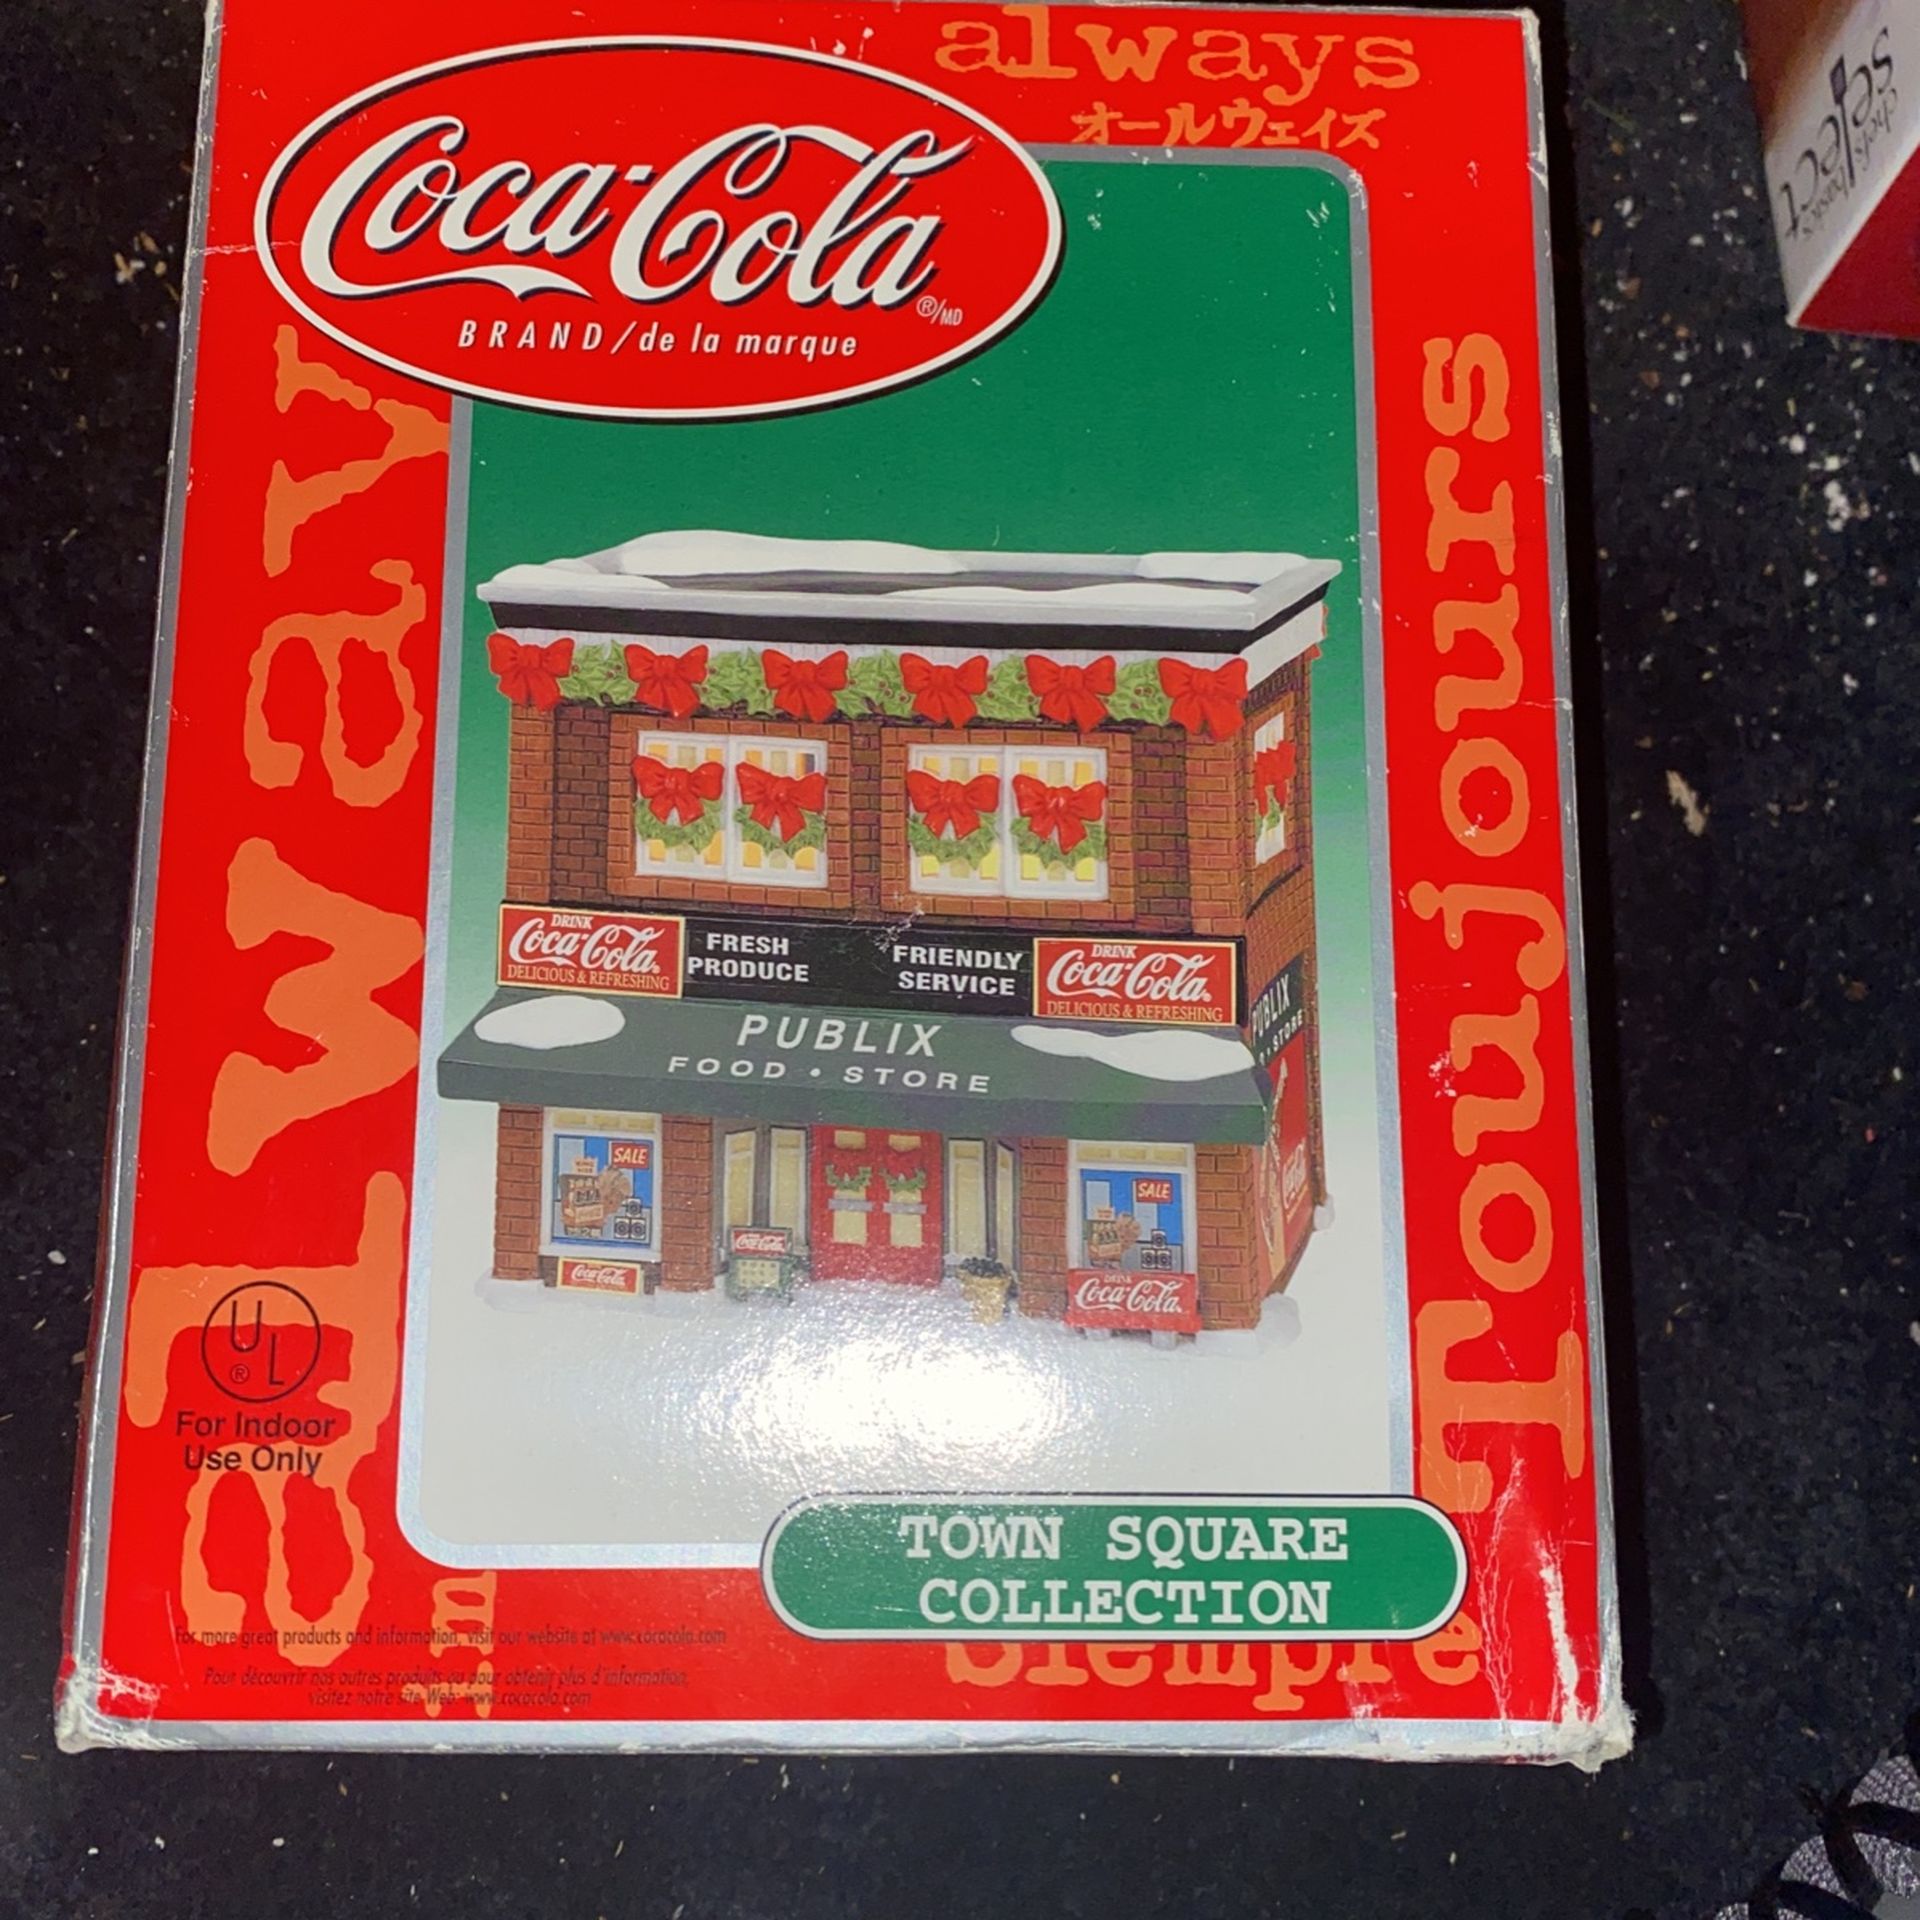 always
オールウェイズ
Coca-Cola
®/MD
BRAND/de la marque
always
Toujours
DRINK
Coca-Cola
DELICIOUS & REFRESHING
FRESH
PRODUCE
FRIENDLY
SERVICE
DRINK
Coca-Cola
DELICIOUS & REFRESHING
PUBLIX
FOOD • STORE
PUBLIX
STORE
SALE
SALE
Coca-Cola
Coca-Cola
DRINK
Coca-Cola
UL
®
For Indoor
Use Only
TOWN SQUARE
COLLECTION
Siempre
For more great products and information, visit our website at www.cocacola.com
Pour découvrir nos autres produits ou pour obtenir plus d'information,
visitez notre site Web: www.cocacola.com
chefs basics
select